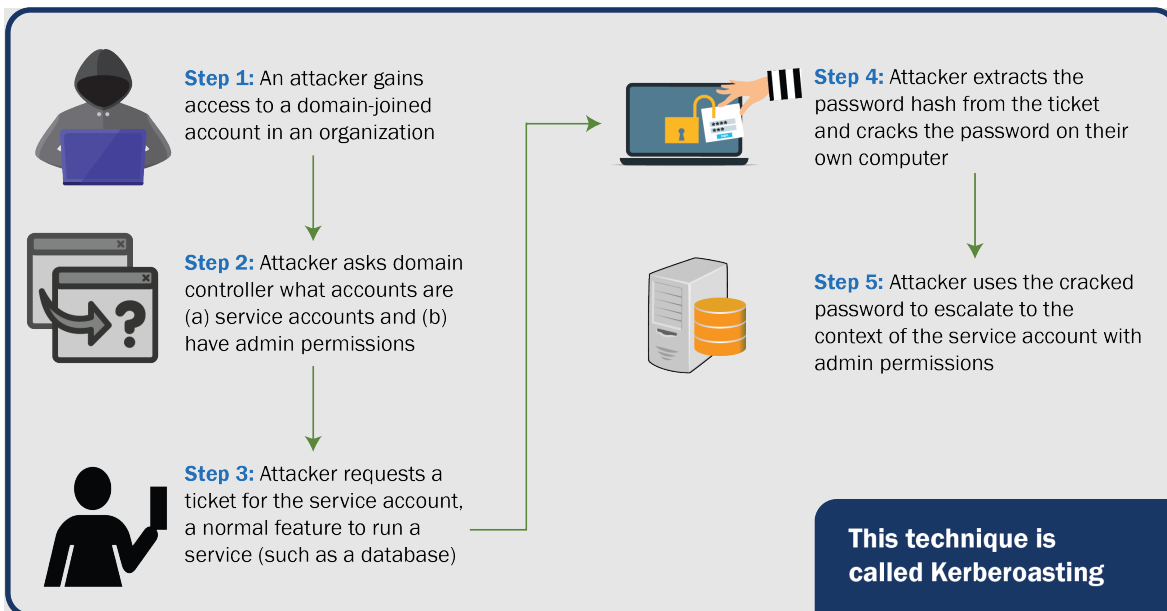 Step 1: An attacker gains
access to a domain-joined
account in an organization
Step 2: Attacker asks domain
controller what accounts are
(a) service accounts and (b)
have admin permissions
Step 3: Attacker requests a
ticket for the service account,
a normal feature to run a
service (such as a database)
Step 4: Attacker extracts the
password hash from the ticket
and cracks the password on their
own computer
Step 5: Attacker uses the cracked
password to escalate to the
context of the service account with
admin permissions
This technique is
called Kerberoasting